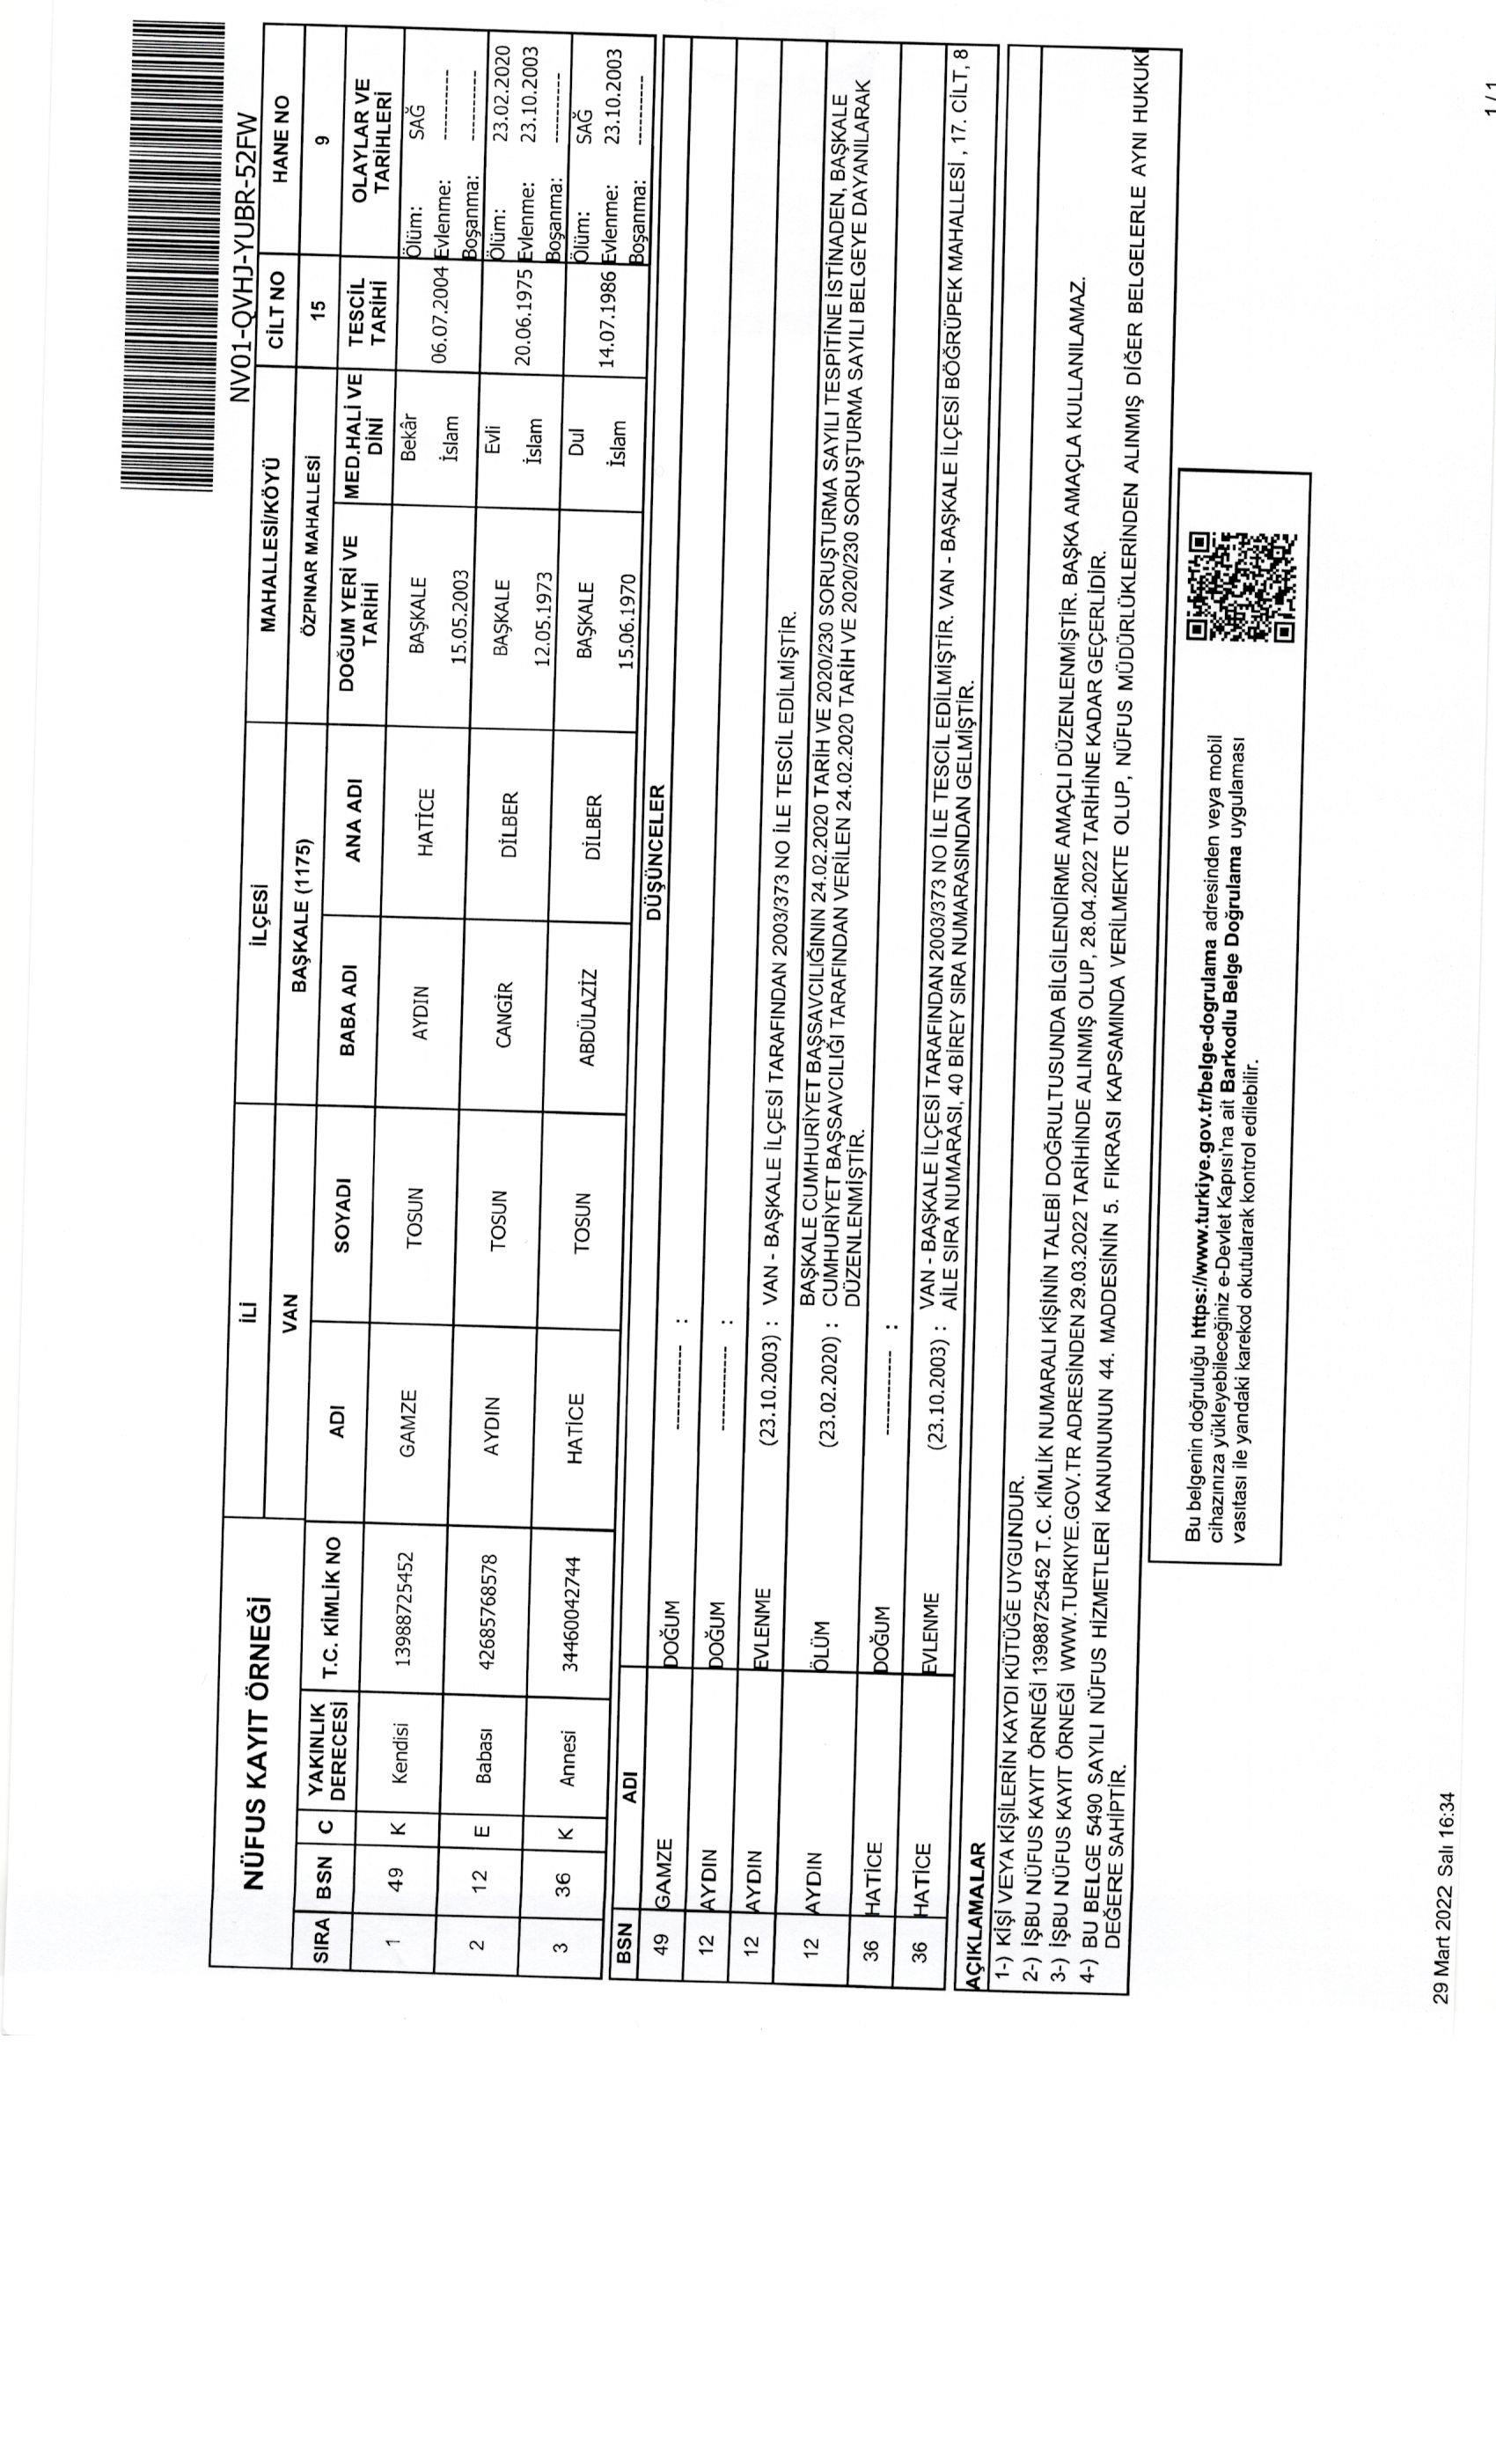 NV01-QVHJ-YUBR-52FW
NÜFUS KAYIT ÖRNEĞİ
İLİ İLÇESİ MAHALLESİ/KÖYÜ CİLT NO HANE NO
VAN BAŞKALE (1175) ÖZPINAR MAHALLESİ 15 9
SIRA BSN C YAKINLIK DERECESİ T.C. KİMLİK NO ADI SOYADI BABA ADI ANA ADI DOĞUM YERİ VE TARİHİ MED.HALİ VE DİNİ TESCİL TARİHİ OLAYLAR VE TARİHLERİ
1 49 K Kendisi 13988725452 GAMZE TOSUN AYDIN HATİCE BAŞKALE 15.05.2003 Bekâr İslam 06.07.2004 Ölüm: SAĞ
Evlenme: ----------
Boşanma: ----------
2 12 E Babası 42685768578 AYDIN TOSUN CANGİR DİLBER BAŞKALE 12.05.1973 Evli İslam 20.06.1975 Ölüm: 23.02.2020
Evlenme: 23.10.2003
Boşanma: ----------
3 36 K Annesi 34460042744 HATİCE TOSUN ABDÜLAZİZ DİLBER BAŞKALE 15.06.1970 Dul İslam 14.07.1986 Ölüm: SAĞ
Evlenme: 23.10.2003
Boşanma: ----------
BSN ADI DÜŞÜNCELER
49 GAMZE DOĞUM ------------ :
12 AYDIN DOĞUM ------------ :
12 AYDIN EVLENME (23.10.2003) : VAN - BAŞKALE İLÇESİ TARAFINDAN 2003/373 NO İLE TESCİL EDİLMİŞTİR.
12 AYDIN ÖLÜM (23.02.2020) : BAŞKALE CUMHURİYET BAŞSAVCILIĞININ 24.02.2020 TARİH VE 2020/230 SORUŞTURMA SAYILI TESPİTİNE İSTİNADEN, BAŞKALE
CUMHURİYET BAŞSAVCILIĞI TARAFINDAN VERİLEN 24.02.2020 TARİH VE 2020/230 SORUŞTURMA SAYILI BELGEYE DAYANILARAK
DÜZENLENMİŞTİR.
36 HATİCE DOĞUM ------------ :
36 HATİCE EVLENME (23.10.2003) : VAN - BAŞKALE İLÇESİ TARAFINDAN 2003/373 NO İLE TESCİL EDİLMİŞTİR. VAN - BAŞKALE İLÇESİ BÖĞRÜPEK MAHALLESİ , 17. CİLT, 8
AİLE SIRA NUMARASI, 40 BİREY SIRA NUMARASINDAN GELMİŞTİR.
AÇIKLAMALAR
1-) KİŞİ VEYA KİŞİLERİN KAYDI KÜTÜĞE UYGUNDUR.
2-) İŞBU NÜFUS KAYIT ÖRNEĞİ 13988725452 T.C. KİMLİK NUMARALI KİŞİNİN TALEBİ DOĞRULTUSUNDA BİLGİLENDİRME AMAÇLI DÜZENLENMİŞTİR. BAŞKA AMAÇLA KULLANILAMAZ.
3-) İŞBU NÜFUS KAYIT ÖRNEĞİ WWW.TURKIYE.GOV.TR ADRESİNDEN 29.03.2022 TARİHİNDE ALINMIŞ OLUP, 28.04.2022 TARİHİNE KADAR GEÇERLİDİR.
4-) BU BELGE 5490 SAYILI NÜFUS HİZMETLERİ KANUNUNUN 44. MADDESİNİN 5. FIKRASI KAPSAMINDA VERİLMEKTE OLUP, NÜFUS MÜDÜRLÜKLERİNDEN ALINMIŞ DİĞER BELGELERLE AYNI HUKUKİ
DEĞERE SAHİPTİR.
Bu belgenin doğruluğu https://www.turkiye.gov.tr/belge-dogrulama adresinden veya mobil
cihazınıza yükleyebileceğiniz e-Devlet Kapısı'na ait Barkodlu Belge Doğrulama uygulaması
vasıtası ile yandaki karekod okutularak kontrol edilebilir.
29 Mart 2022 Salı 16:34
1 / 1